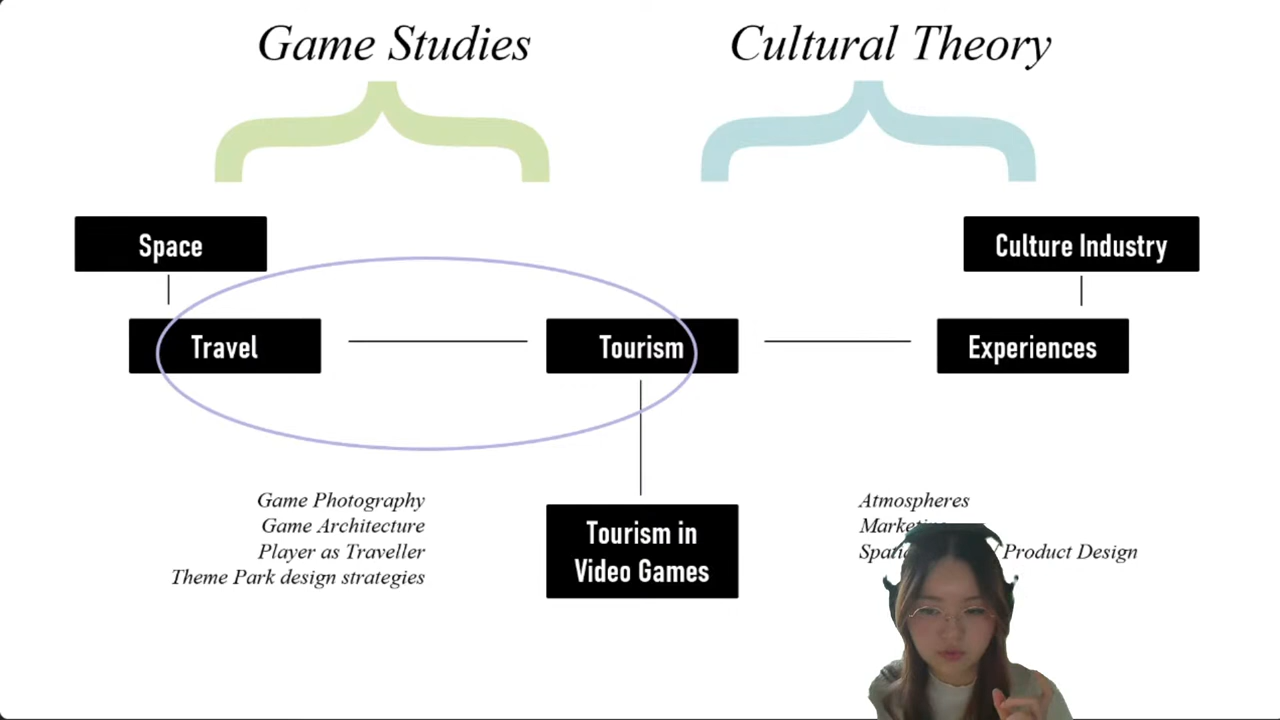 Game Studies
Cultural Theory
Space
Culture Industry
Travel
Tourism
Experiences
Game Photography
Game Architecture
Player as Traveller
Theme Park design strategies
Tourism in
Video Games
Atmospheres
Product Design